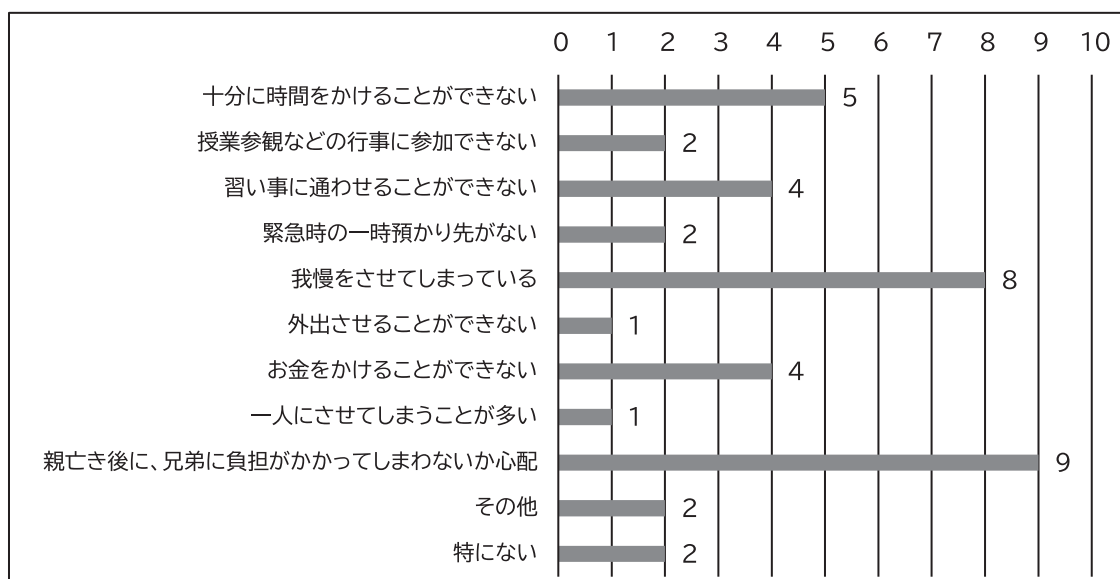 0 1 2 3 4 5 6 7 8 9 10
十分に時間をかけることができない 5
授業参観などの行事に参加できない 2
習い事に通わせることができない 4
緊急時の一時預かり先がない 2
我慢をさせてしまっている 8
外出させることができない 1
お金をかけることができない 4
一人にさせてしまうことが多い 1
親亡き後に、兄弟に負担がかかってしまわないか心配 9
その他 2
特にない 2